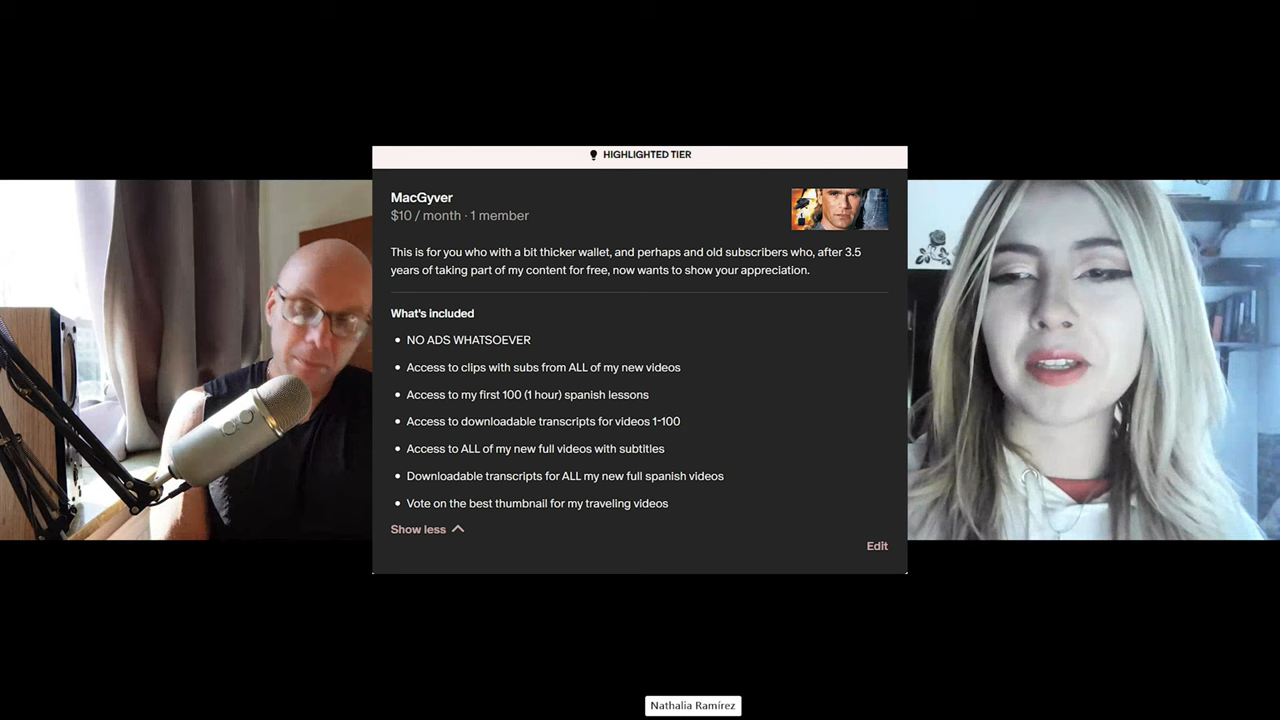 HIGHLIGHTED TIER
MacGyver
$10 / month · 1 member
This is for you who with a bit thicker wallet, and perhaps and old subscribers who, after 3.5
years of taking part of my content for free, now wants to show your appreciation.
What's included
• NO ADS WHATSOEVER
• Access to clips with subs from ALL of my new videos
• Access to my first 100 (1 hour) spanish lessons
• Access to downloadable transcripts for videos 1-100
• Access to ALL of my new full videos with subtitles
• Downloadable transcripts for ALL my new full spanish videos
• Vote on the best thumbnail for my traveling videos
Show less
Edit
Nathalia Ramírez